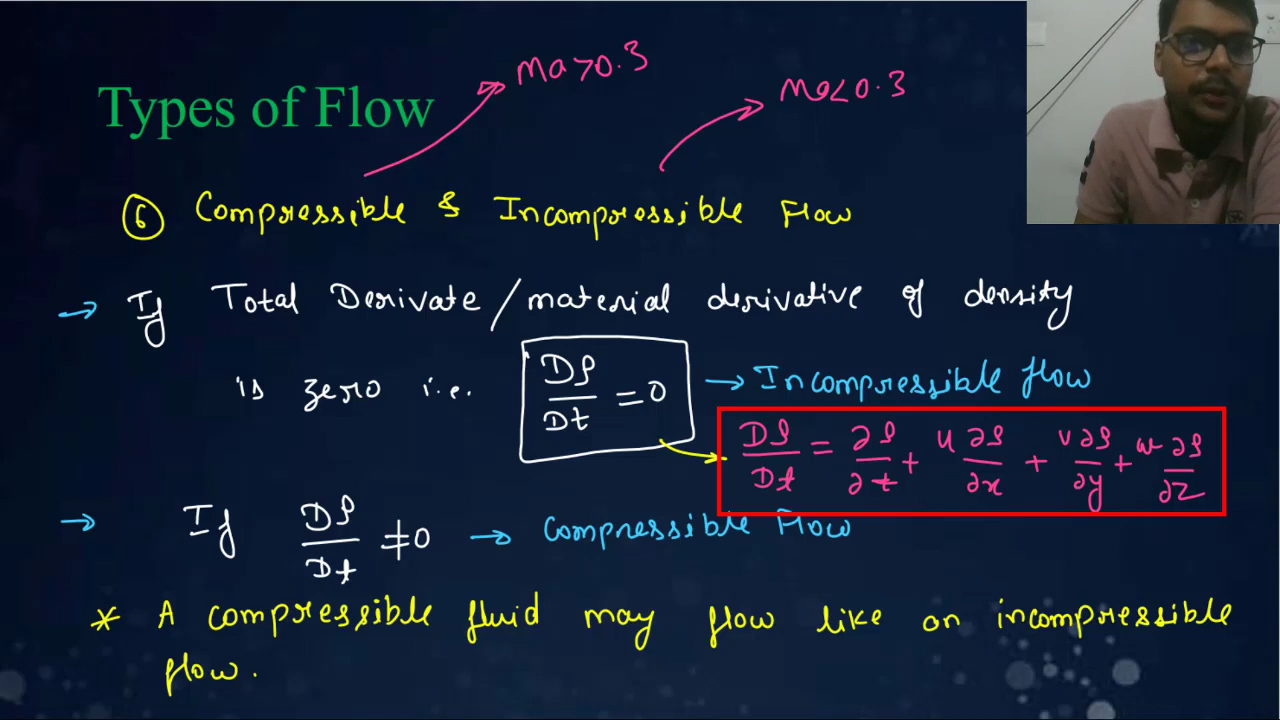 Ma>0.3
Ma<0.3
Types of Flow
⑥ Compressible & Incompressible Flow
→ If Total Derivate/material derivative of density
is zero i.e. Dρ/Dt = 0 → Incompressible flow
Dρ/Dt = ∂ρ/∂t + u ∂ρ/∂x + v∂ρ/∂y + w ∂ρ/∂z
→ If Dρ/Dt ≠ 0 → Compressible Flow
* A compressible fluid may flow like an incompressible
flow.